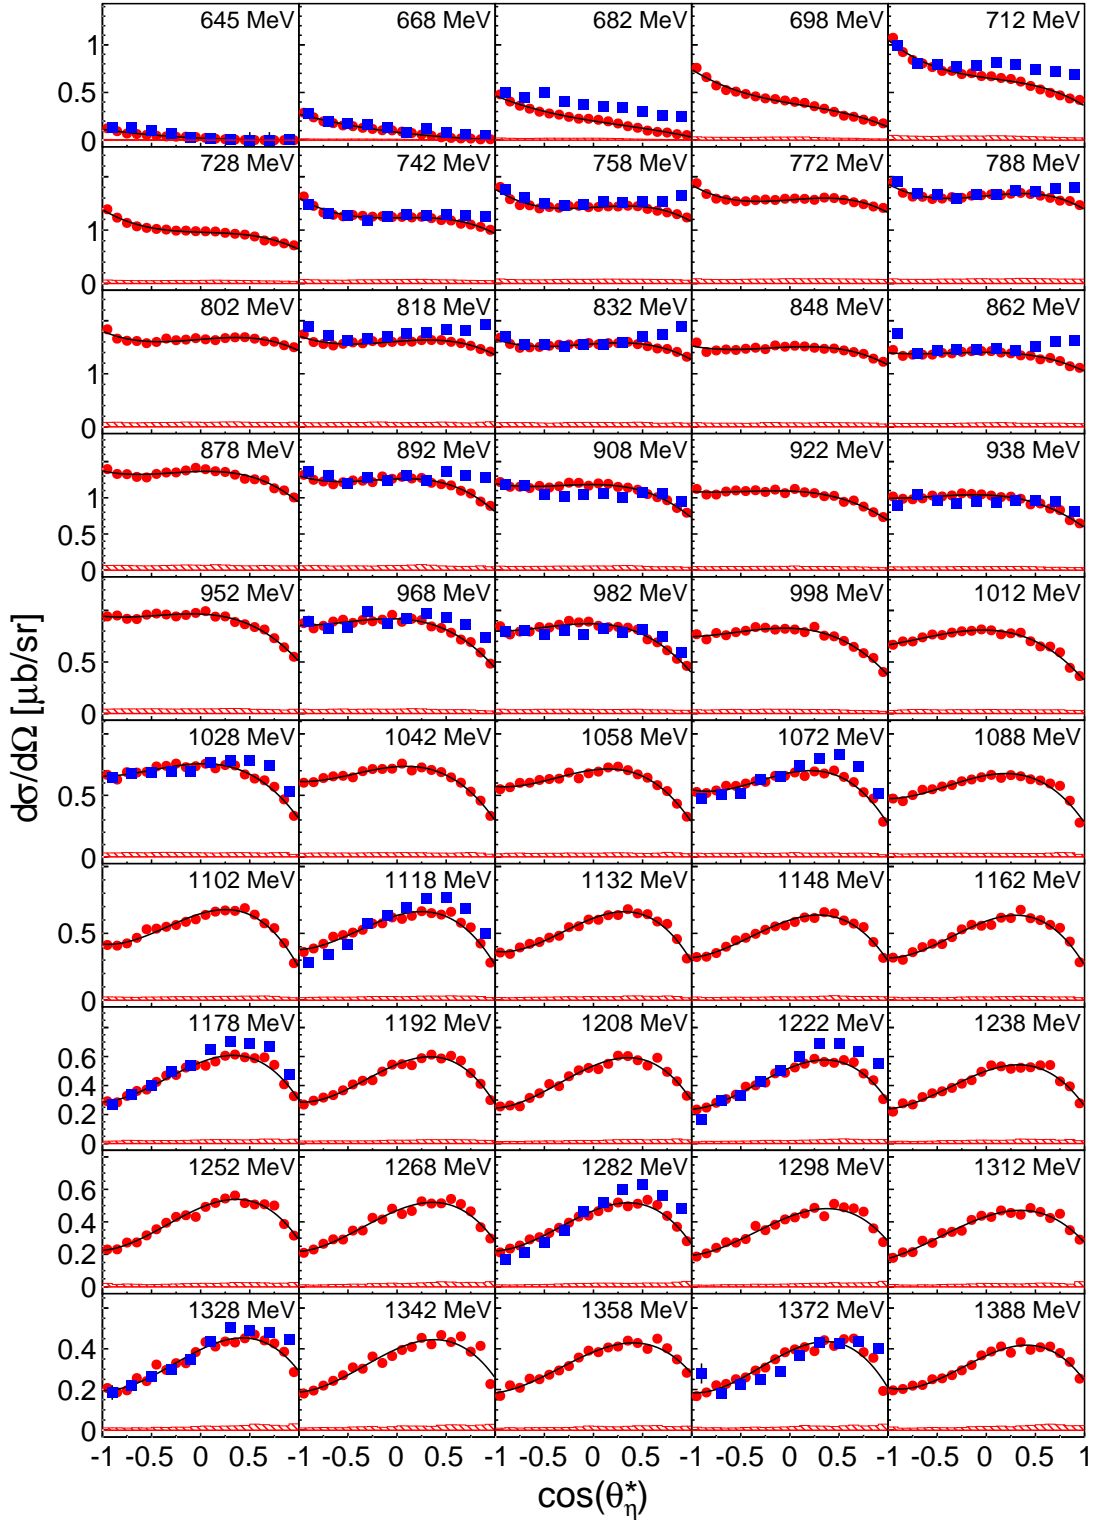 645 MeV 668 MeV 682 MeV 698 MeV 712 MeV
1
0.5
0
728 MeV 742 MeV 758 MeV 772 MeV 788 MeV
1
0
802 MeV 818 MeV 832 MeV 848 MeV 862 MeV
1
0
878 MeV 892 MeV 908 MeV 922 MeV 938 MeV
1
0.5
0
952 MeV 968 MeV 982 MeV 998 MeV 1012 MeV
0.5
0
dσ/dΩ [μb/sr]
1028 MeV 1042 MeV 1058 MeV 1072 MeV 1088 MeV
0.5
0
1102 MeV 1118 MeV 1132 MeV 1148 MeV 1162 MeV
0.5
0
1178 MeV 1192 MeV 1208 MeV 1222 MeV 1238 MeV
0.6
0.4
0.2
0
1252 MeV 1268 MeV 1282 MeV 1298 MeV 1312 MeV
0.6
0.4
0.2
0
1328 MeV 1342 MeV 1358 MeV 1372 MeV 1388 MeV
0.4
0.2
0
-1 -0.5 0 0.5 -1 -0.5 0 0.5 -1 -0.5 0 0.5 -1 -0.5 0 0.5 -1 -0.5 0 0.5 1
cos(θ*η)